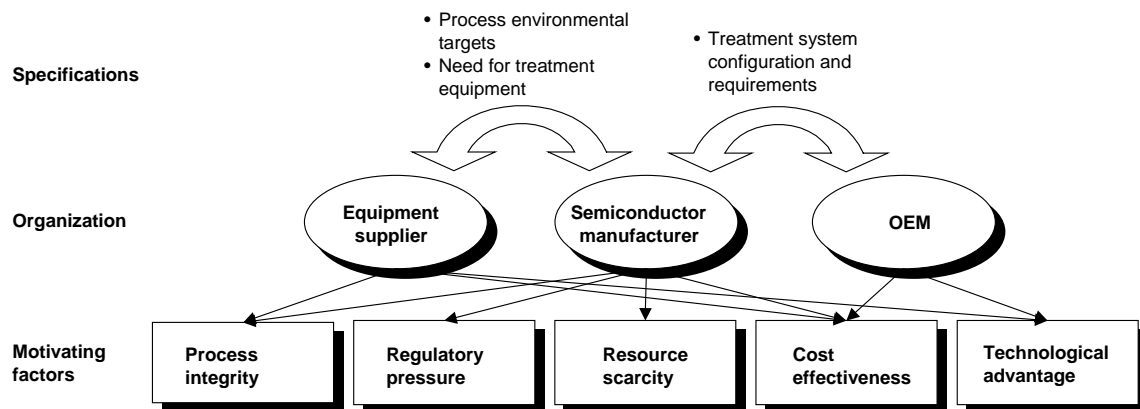 • Process environmental
targets
• Need for treatment
equipment
• Treatment system
configuration and
requirements
Specifications
Organization
Equipment
supplier
Semiconductor
manufacturer
OEM
Motivating
factors
Process
integrity
Regulatory
pressure
Resource
scarcity
Cost
effectiveness
Technological
advantage